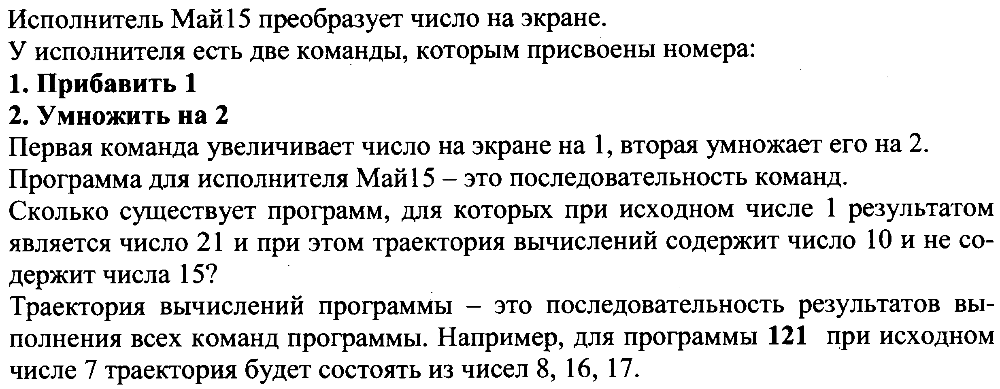 Исполнитель Май15 преобразует число на экране.
У исполнителя есть две команды, которым присвоены номера:
1. Прибавить 1
2. Умножить на 2
Первая команда увеличивает число на экране на 1, вторая умножает его на 2.
Программа для исполнителя Май15 – это последовательность команд.
Сколько существует программ, для которых при исходном числе 1 результатом
является число 21 и при этом траектория вычислений содержит число 10 и не со-
держит числа 15?
Траектория вычислений программы – это последовательность результатов вы-
полнения всех команд программы. Например, для программы 121 при исходном
числе 7 траектория будет состоять из чисел 8, 16, 17.